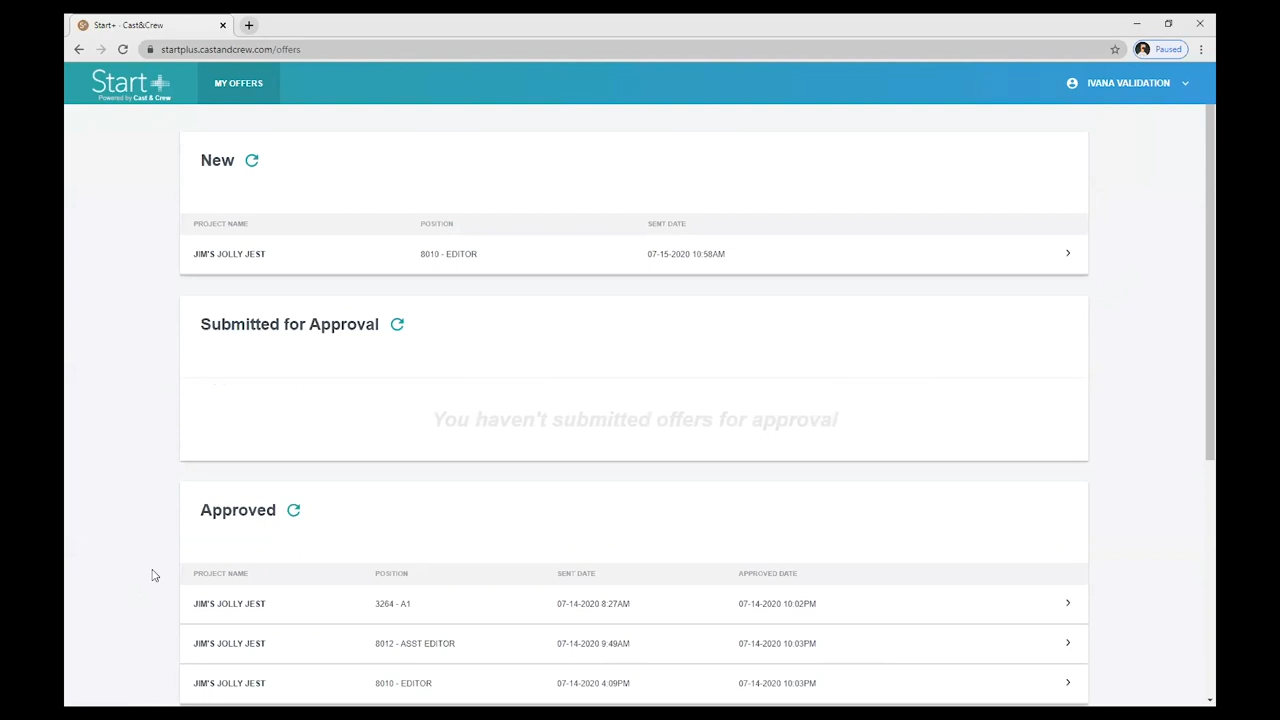 Start+ - Cast&Crew
startplus.castandcrew.com/offers
Paused
Start+
Powered by Cast & Crew
MY OFFERS
IVANA VALIDATION
New
PROJECT NAME POSITION SENT DATE
JIM'S JOLLY JEST 8010 - EDITOR 07-15-2020 10:58AM
Submitted for Approval
You haven't submitted offers for approval
Approved
PROJECT NAME POSITION SENT DATE APPROVED DATE
JIM'S JOLLY JEST 3264 - A1 07-14-2020 8:27AM 07-14-2020 10:02PM
JIM'S JOLLY JEST 8012 - ASST EDITOR 07-14-2020 9:49AM 07-14-2020 10:03PM
JIM'S JOLLY JEST 8010 - EDITOR 07-14-2020 4:09PM 07-14-2020 10:03PM